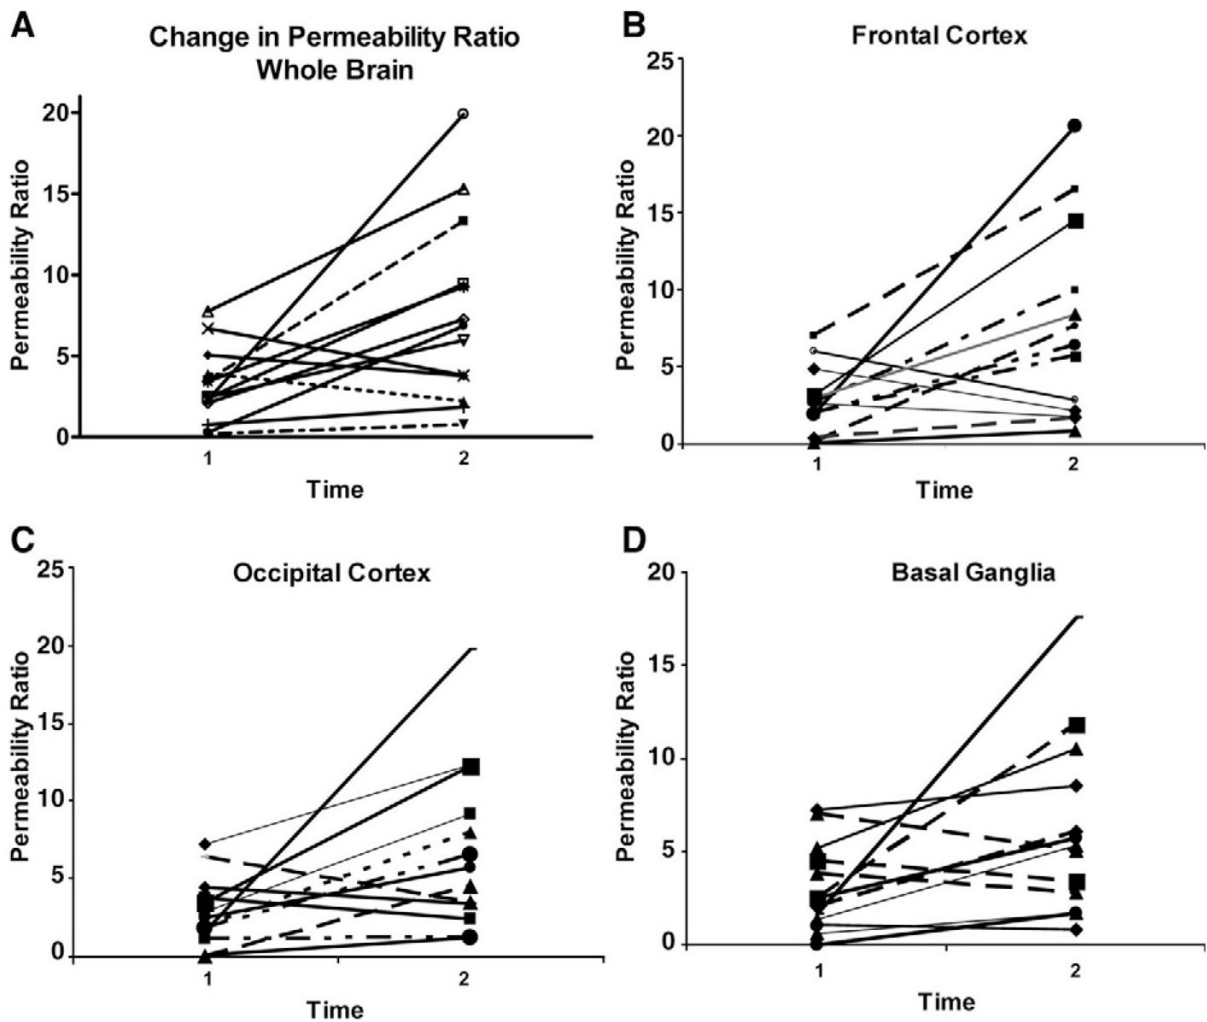 A
Change in Permeability Ratio
Whole Brain
Permeability Ratio
20
15
10
5
0
1
2
Time
B
Frontal Cortex
Permeability Ratio
25
20
15
10
5
0
1
2
Time
C
Occipital Cortex
Permeability Ratio
25
20
15
10
5
0
1
2
Time
D
Basal Ganglia
Permeability Ratio
20
15
10
5
0
1
2
Time